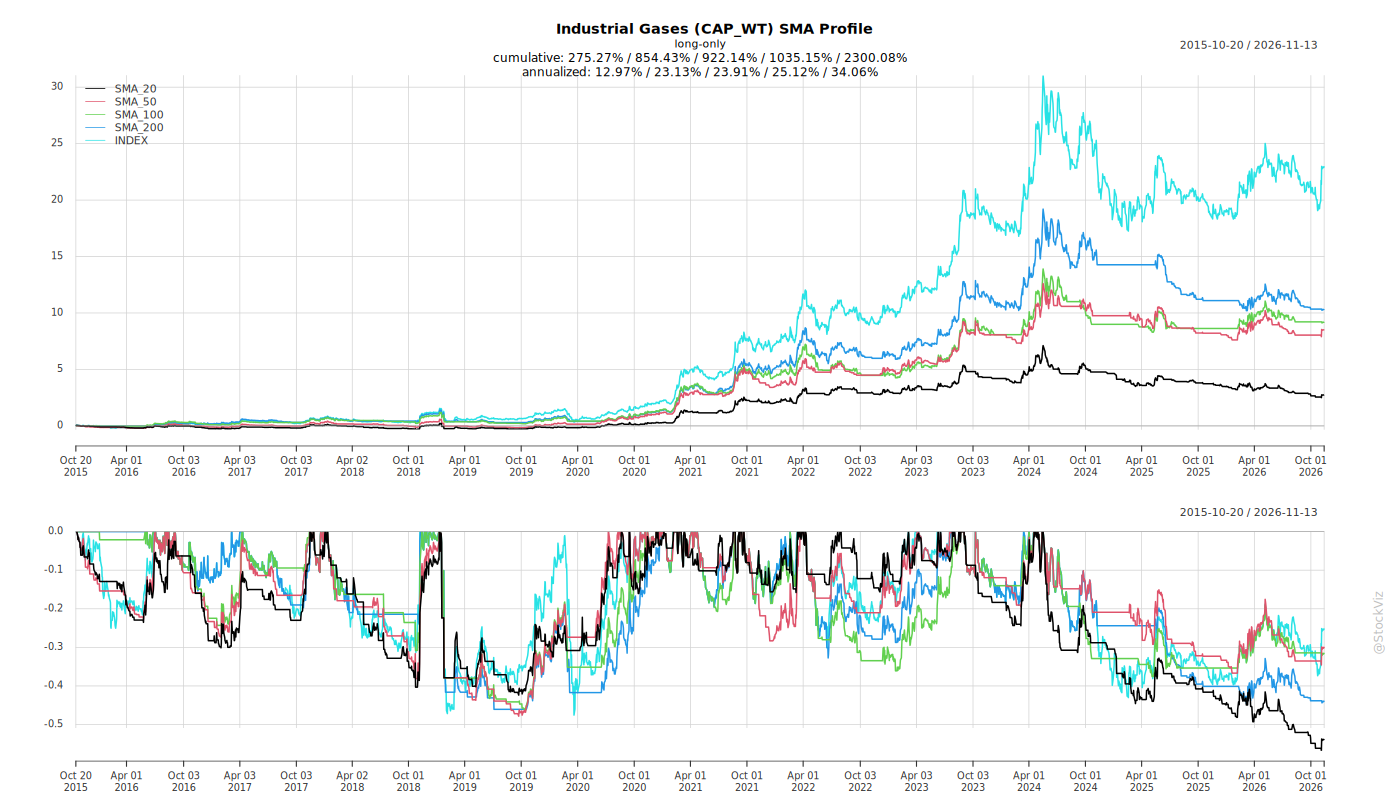 Industrial Gases (CAP_WT) SMA Profile
long-only
cumulative: 275.27% / 854.43% / 922.14% / 1035.15% / 2300.08%
annualized: 12.97% / 23.13% / 23.91% / 25.12% / 34.06%
2015-10-20 / 2026-11-13
SMA_20
SMA_50
SMA_100
SMA_200
INDEX
30
25
20
15
10
5
0
Oct 20 Apr 01 Oct 03 Apr 03 Oct 03 Apr 02 Oct 01 Apr 01 Oct 01 Apr 01 Oct 01 Apr 01 Oct 01 Apr 01 Oct 03 Apr 03 Oct 03 Apr 01 Oct 01 Apr 01 Oct 01 Apr 01 Oct 01
2015 2016 2016 2017 2017 2018 2018 2019 2019 2020 2020 2021 2021 2022 2022 2023 2023 2024 2024 2025 2025 2026 2026
2015-10-20 / 2026-11-13
0.0
-0.1
-0.2
-0.3
-0.4
-0.5
Oct 20 Apr 01 Oct 03 Apr 03 Oct 03 Apr 02 Oct 01 Apr 01 Oct 01 Apr 01 Oct 01 Apr 01 Oct 01 Apr 01 Oct 03 Apr 03 Oct 03 Apr 01 Oct 01 Apr 01 Oct 01 Apr 01 Oct 01
2015 2016 2016 2017 2017 2018 2018 2019 2019 2020 2020 2021 2021 2022 2022 2023 2023 2024 2024 2025 2025 2026 2026
@StockViz